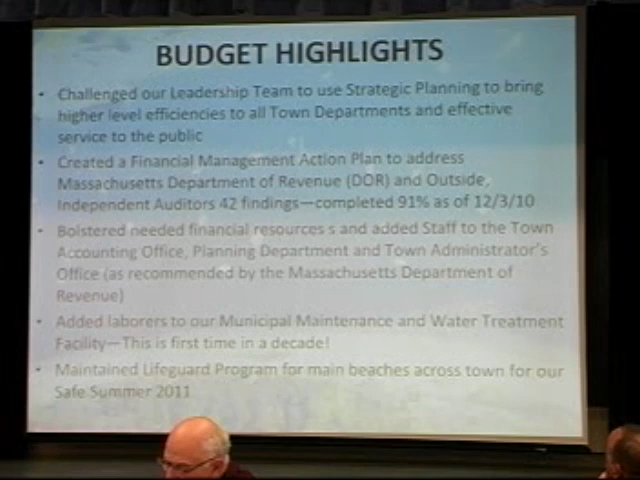 BUDGET HIGHLIGHTS
• Challenged our Leadership Team to use Strategic Planning to bring
higher level efficiencies to all Town Departments and effective
service to the public
• Created a Financial Management Action Plan to address
Massachusetts Department of Revenue (DOR) and Outside,
Independent Auditors 42 findings—completed 91% as of 12/3/10
• Bolstered needed financial resources s and added Staff to the Town
Accounting Office, Planning Department and Town Administrator's
Office (as recommended by the Massachusetts Department of
Revenue)
• Added laborers to our Municipal Maintenance and Water Treatment
Facility—This is first time in a decade!
• Maintained Lifeguard Program for main beaches across town for our
Safe Summer 2011